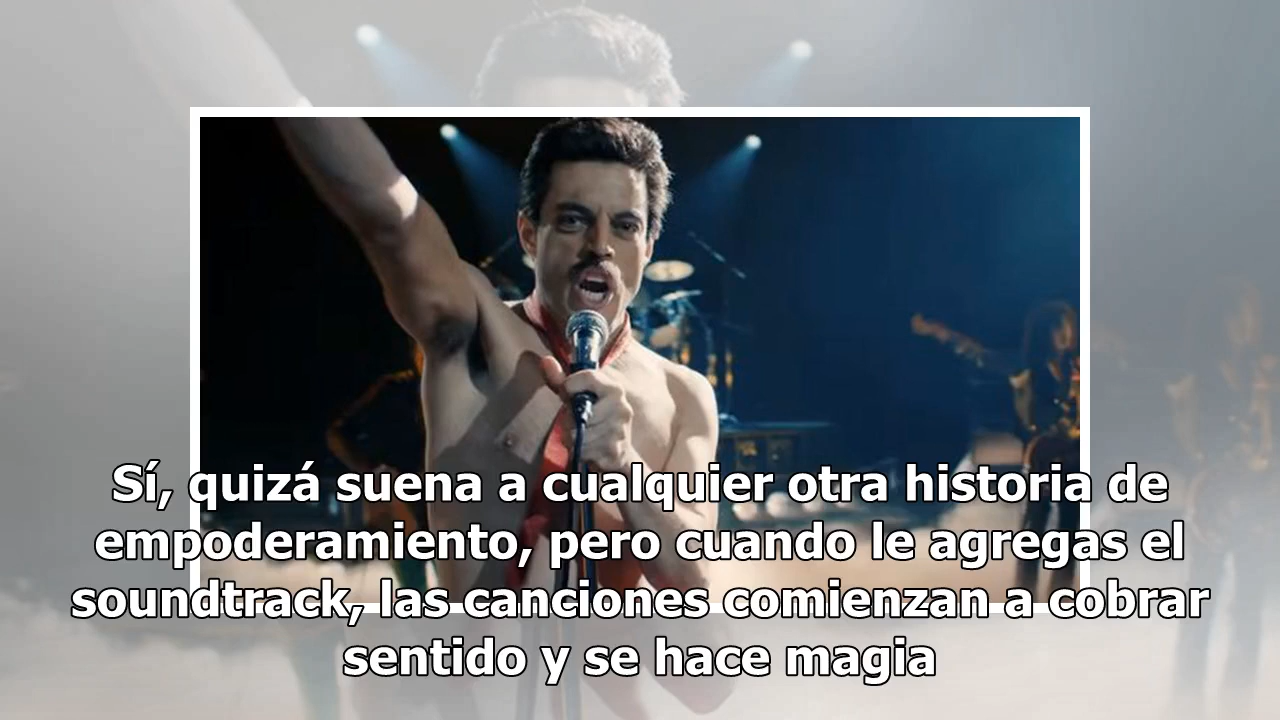 Sí, quizá suena a cualquier otra historia de
empoderamiento, pero cuando le agregas el
soundtrack, las canciones comienzan a cobrar
sentido y se hace magia